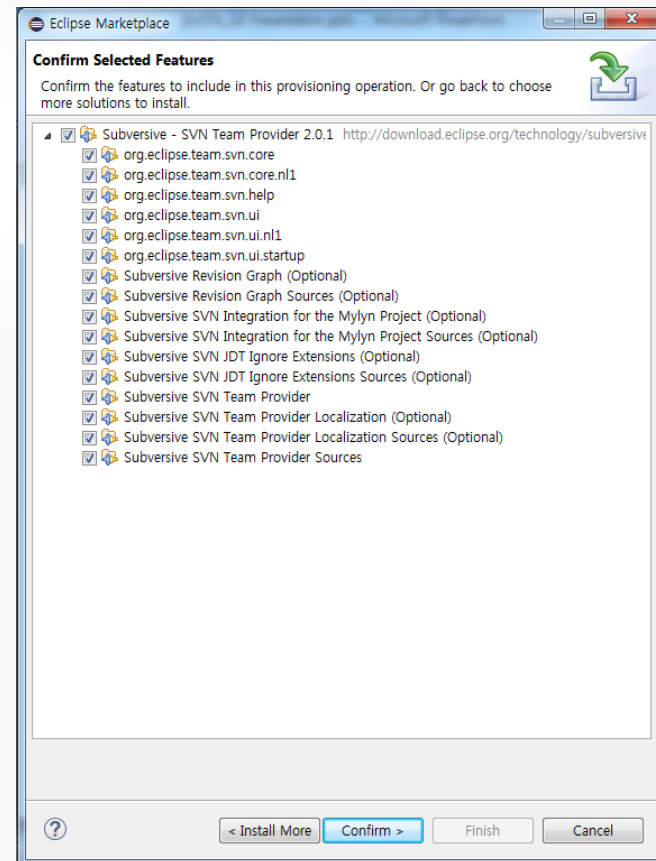 Eclipse Marketplace
Confirm Selected Features
Confirm the features to include in this provisioning operation. Or go back to choose
more solutions to install.
Subversive - SVN Team Provider 2.0.1 http://download.eclipse.org/technology/subversive
org.eclipse.team.svn.core
org.eclipse.team.svn.core.nl1
org.eclipse.team.svn.help
org.eclipse.team.svn.ui
org.eclipse.team.svn.ui.nl1
org.eclipse.team.svn.ui.startup
Subversive Revision Graph (Optional)
Subversive Revision Graph Sources (Optional)
Subversive SVN Integration for the Mylyn Project (Optional)
Subversive SVN Integration for the Mylyn Project Sources (Optional)
Subversive SVN JDT Ignore Extensions (Optional)
Subversive SVN JDT Ignore Extensions Sources (Optional)
Subversive SVN Team Provider
Subversive SVN Team Provider Localization (Optional)
Subversive SVN Team Provider Localization Sources (Optional)
Subversive SVN Team Provider Sources
? < Install More Confirm > Finish Cancel